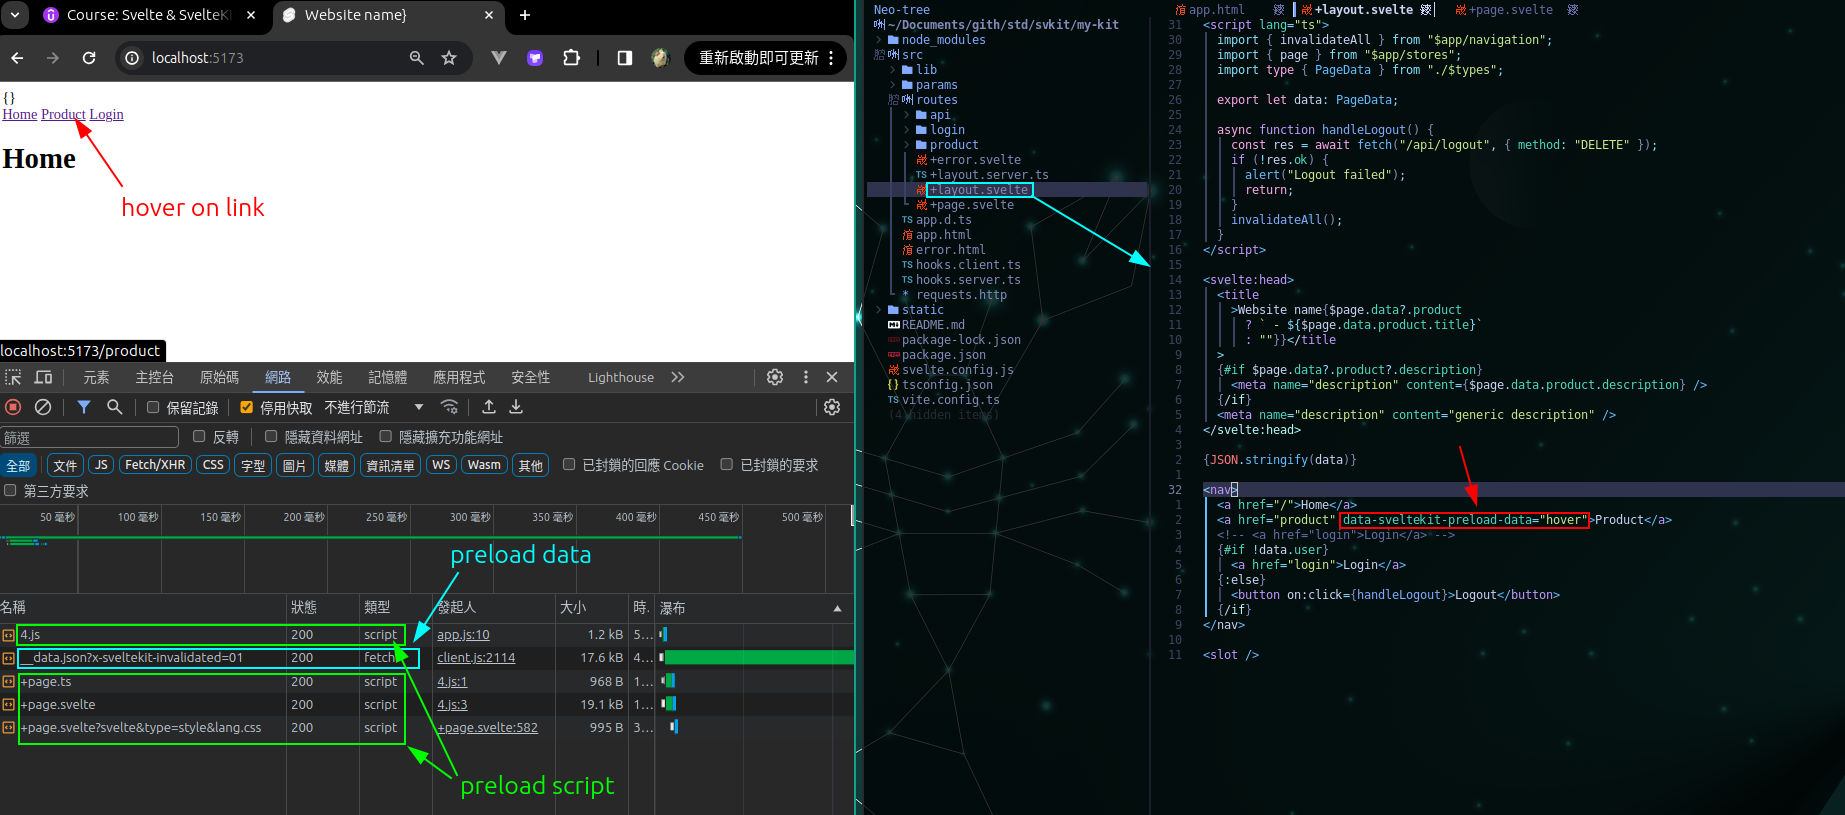 Course: Svelte & SvelteKi
Website name}
localhost:5173
重新啟動即可更新
{}
Home Product Login
Home
hover on link
localhost:5173/product
元素 主控台 原始碼 網路 效能 記憶體 應用程式 安全性 Lighthouse
保留記錄 停用快取 不進行節流
篩選 反轉 隱藏資料網址 隱藏擴充功能網址
全部 文件 JS Fetch/XHR CSS 字型 圖片 媒體 資訊清單 WS Wasm 其他 已封鎖的回應 Cookie 已封鎖的要求
第三方要求
50 毫秒 100 毫秒 150 毫秒 200 毫秒 250 毫秒 300 毫秒 350 毫秒 400 毫秒 450 毫秒 500 毫秒
preload data
名稱 狀態 類型 發起人 大小 時. 瀑布
4.js 200 script app.js:10 1.2 kB 5...
__data.json?x-sveltekit-invalidated=01 200 fetch client.js:2114 17.6 kB 4...
+page.ts 200 script 4.js:1 968 B 1...
+page.svelte 200 script 4.js:3 19.1 kB 1...
+page.svelte?svelte&type=style&lang.css 200 script +page.svelte:582 995 B 3...
preload script
Neo-tree
~/Documents/gith/std/svkit/my-kit
node_modules
src
lib
params
routes
api
login
product
+error.svelte
TS +layout.server.ts
+layout.svelte
+page.svelte
TS app.d.ts
app.html
error.html
TS hooks.client.ts
TS hooks.server.ts
* requests.http
static
README.md
package-lock.json
package.json
svelte.config.js
{} tsconfig.json
TS vite.config.ts
(4 hidden items)
app.html +layout.svelte +page.svelte
31 <script lang="ts">
30 import { invalidateAll } from "$app/navigation";
29 import { page } from "$app/stores";
28 import type { PageData } from "./$types";
27
26 export let data: PageData;
25
24 async function handleLogout() {
23 const res = await fetch("/api/logout", { method: "DELETE" });
22 if (!res.ok) {
21 alert("Logout failed");
20 return;
19 }
18 invalidateAll();
17 }
16 </script>
15
14 <svelte:head>
13 <title
12 >Website name{$page.data?.product
11 ? ` - ${$page.data.product.title}`
10 : ""}}</title
9 >
8 {#if $page.data?.product?.description}
7 <meta name="description" content={$page.data.product.description} />
6 {/if}
5 <meta name="description" content="generic description" />
4 </svelte:head>
3
2 {JSON.stringify(data)}
1
32 <nav>
1 <a href="/">Home</a>
2 <a href="product" data-sveltekit-preload-data="hover">Product</a>
3 <!-- <a href="login">Login</a> -->
4 {#if !data.user}
5 <a href="login">Login</a>
6 {:else}
7 <button on:click={handleLogout}>Logout</button>
8 {/if}
9 </nav>
10
11 <slot />